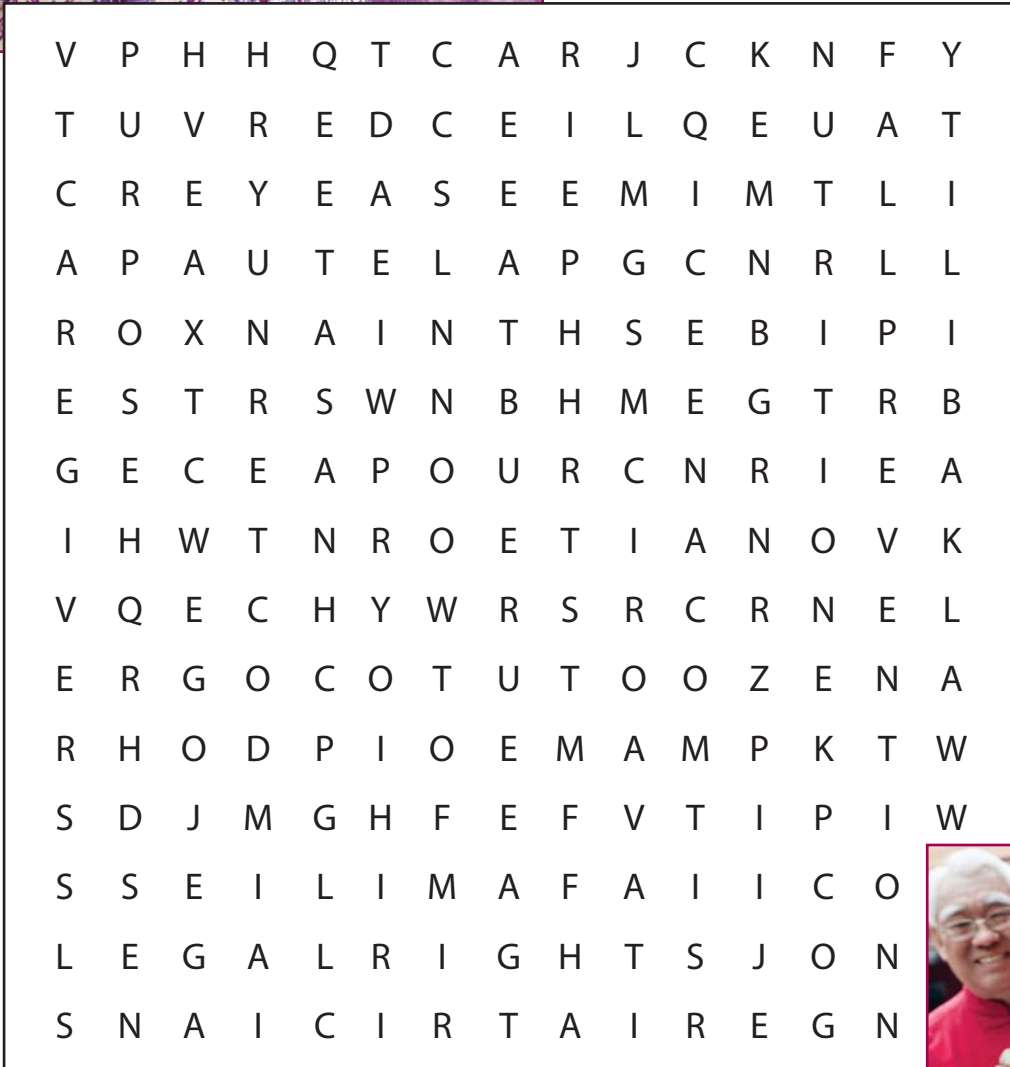 V P H H Q T C A R J C K N F Y
T U V R E D C E I L Q E U A T
C R E Y E A S E E M I M T L I
A P A U T E L A P G C N R L L
R O X N A I N T H S E B I P I
E S T R S W N B H M E G T R B
G E C E A P O U R C N R I E A
I H W T N R O E T I A N O V K
V Q E C H Y W R S R C R N E L
E R G O C O T U T O O Z E N A
R H O D P I O E M A M P K T W
S D J M G H F E F V T I P I W
S S E I L I M A F A I I C O
L E G A L R I G H T S J O N
S N A I C I R T A I R E G N